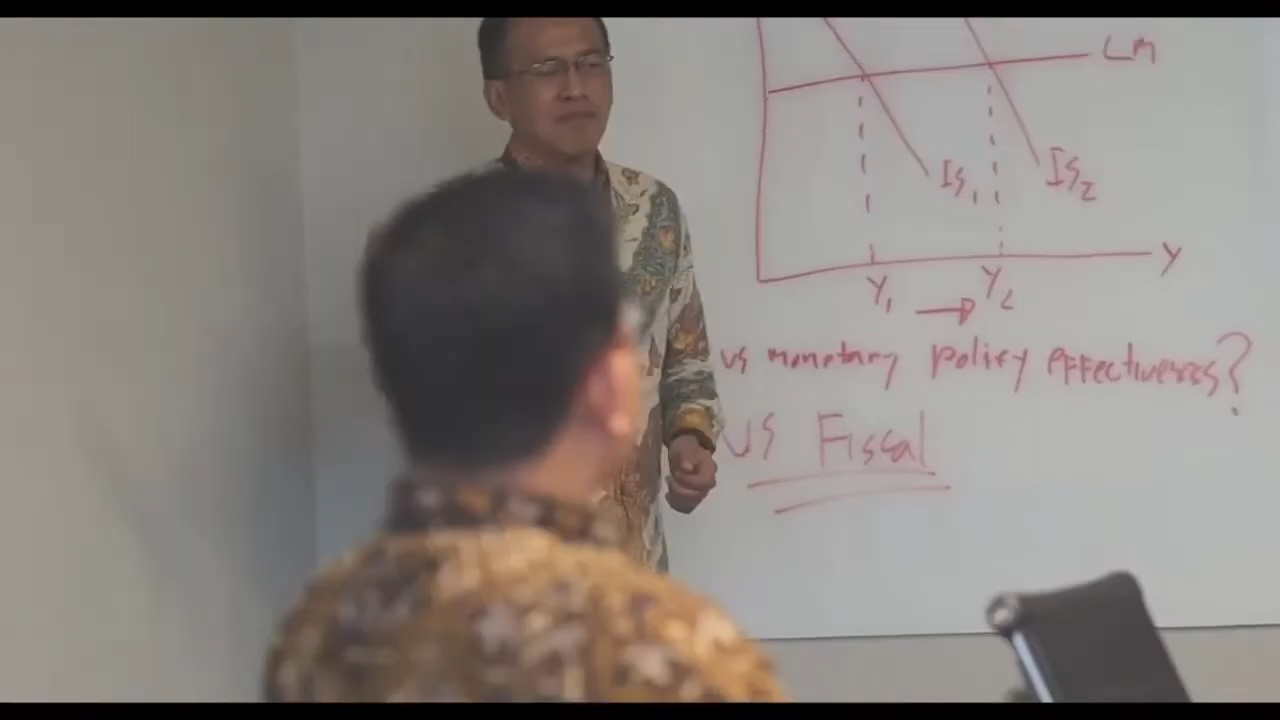 LM
IS1
IS2
Y
Y1 → Y2
vs monetary policy effectiveness?
vs Fiscal